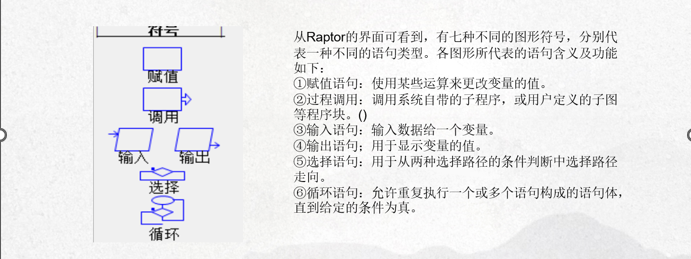 符号
赋值
调用
输入 输出
选择
循环
从Raptor的界面可看到，有七种不同的图形符号，分别代
表一种不同的语句类型。各图形所代表的语句含义及功能
如下：
①赋值语句：使用某些运算来更改变量的值。
②过程调用：调用系统自带的子程序，或用户定义的子图
等程序块。()
③输入语句：输入数据给一个变量。
④输出语句；用于显示变量的值。
⑤选择语句：用于从两种选择路径的条件判断中选择路径
走向。
⑥循环语句：允许重复执行一个或多个语句构成的语句体，
直到给定的条件为真。